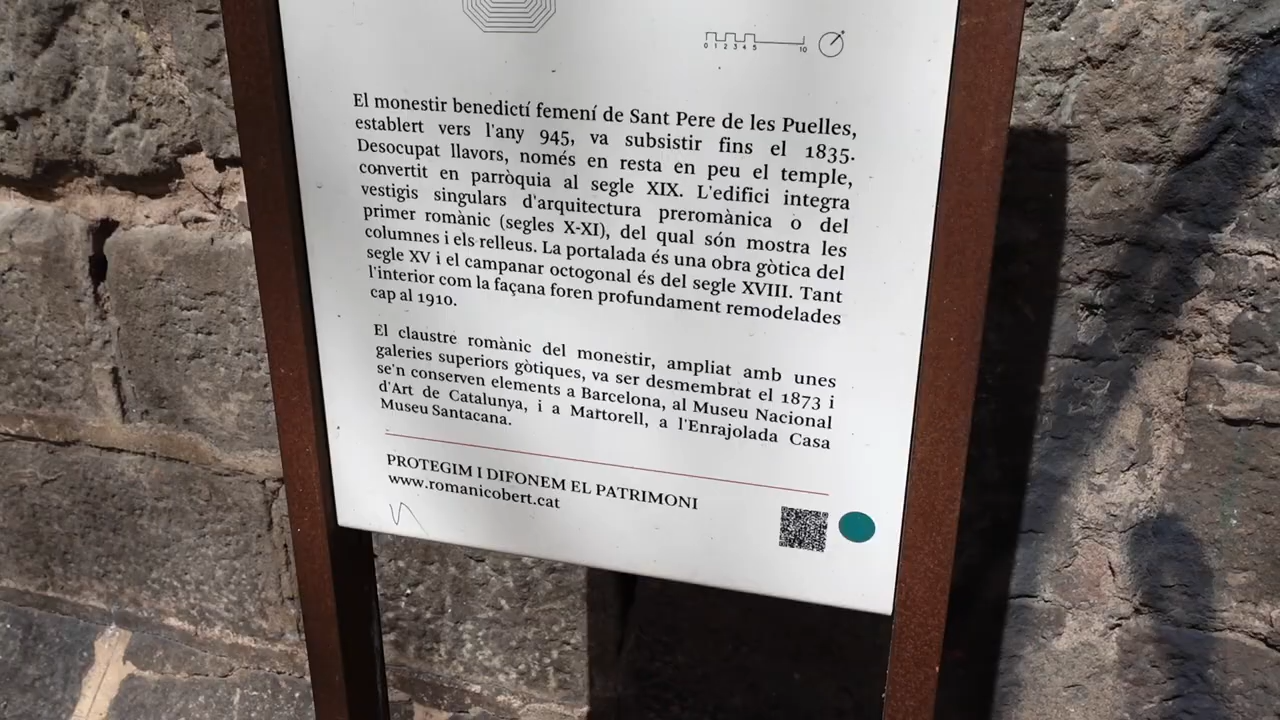 0 1 2 3 4 5 10
El monestir benedictí femení de Sant Pere de les Puelles,
establert vers l'any 945, va subsistir fins el 1835.
Desocupat llavors, només en resta en peu el temple,
convertit en parròquia al segle XIX. L'edifici integra
vestigis singulars d'arquitectura preromànica o del
primer romànic (segles X-XI), del qual són mostra les
columnes i els relleus. La portalada és una obra gòtica del
segle XV i el campanar octogonal és del segle XVIII. Tant
l'interior com la façana foren profundament remodelades
cap al 1910.
El claustre romànic del monestir, ampliat amb unes
galeries superiors gòtiques, va ser desmembrat el 1873 i
se'n conserven elements a Barcelona, al Museu Nacional
d'Art de Catalunya, i a Martorell, a l'Enrajolada Casa
Museu Santacana.
PROTEGIM I DIFONEM EL PATRIMONI
www.romanicobert.cat